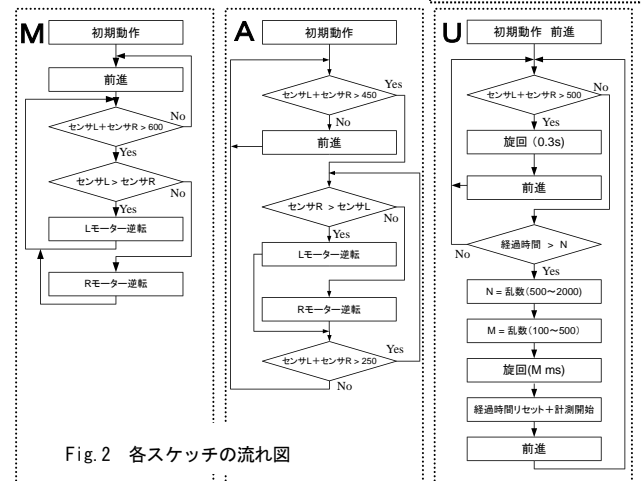 M
初期動作
前進
センサL+センサR > 600
No
Yes
センサL > センサR
No
Yes
Lモーター逆転
Rモーター逆転
A
初期動作
センサL+センサR > 450
Yes
No
前進
センサR > センサL
No
Yes
Lモーター逆転
Rモーター逆転
センサL+センサR > 250
Yes
No
U
初期動作 前進
センサL+センサR > 500
No
Yes
旋回 (0.3s)
前進
経過時間 > N
No
Yes
N = 乱数(500~2000)
M = 乱数(100~500)
旋回(M ms)
経過時間リセット+計測開始
前進
Fig.2 各スケッチの流れ図